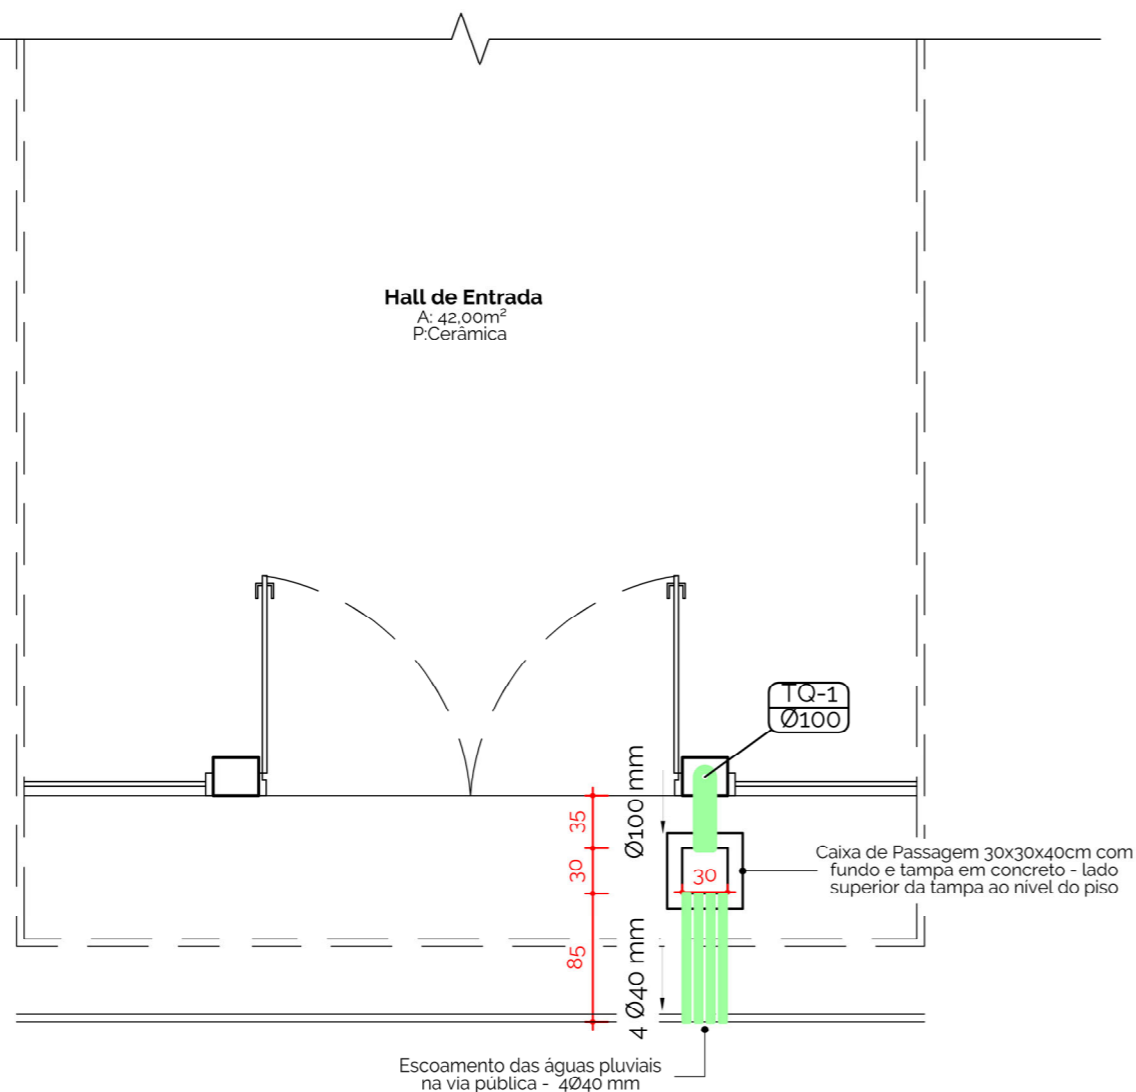 Hall de Entrada
A: 42,00m²
P:Cerâmica
TQ-1
Ø100
Ø100 mm
35
30
30
85
4 Ø40 mm
Caixa de Passagem 30x30x40cm com
fundo e tampa em concreto - lado
superior da tampa ao nível do piso
Escoamento das águas pluviais
na via pública - 4Ø40 mm